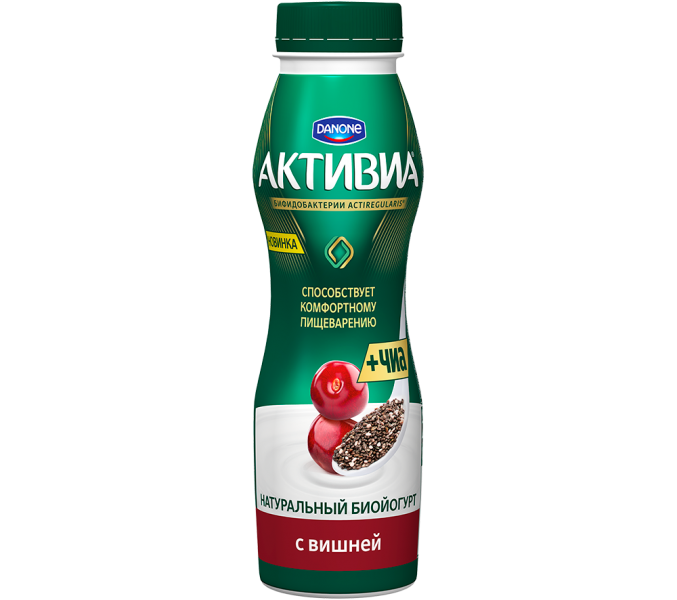 DANONE
АКТИВИА®
БИФИДОБАКТЕРИИ ACTIREGULARIS®
НОВИНКА
СПОСОБСТВУЕТ
КОМФОРТНОМУ
ПИЩЕВАРЕНИЮ
+ЧИА
НАТУРАЛЬНЫЙ БИОЙОГУРТ
С ВИШНЕЙ